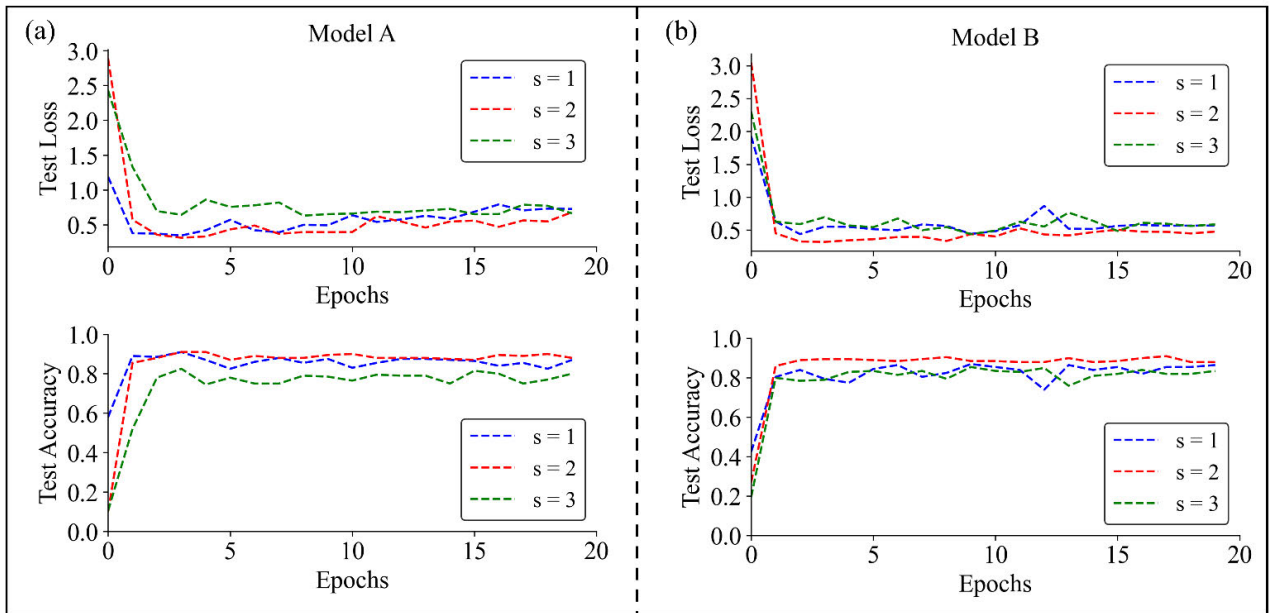 (a)
Model A
3.0
2.5
2.0
1.5
1.0
0.5
Test Loss
s = 1
s = 2
s = 3
0 5 10 15 20
Epochs
1.0
0.8
0.6
0.4
0.2
0.0
Test Accuracy
s = 1
s = 2
s = 3
0 5 10 15 20
Epochs
(b)
Model B
3.0
2.5
2.0
1.5
1.0
0.5
Test Loss
s = 1
s = 2
s = 3
0 5 10 15 20
Epochs
1.0
0.8
0.6
0.4
0.2
0.0
Test Accuracy
s = 1
s = 2
s = 3
0 5 10 15 20
Epochs